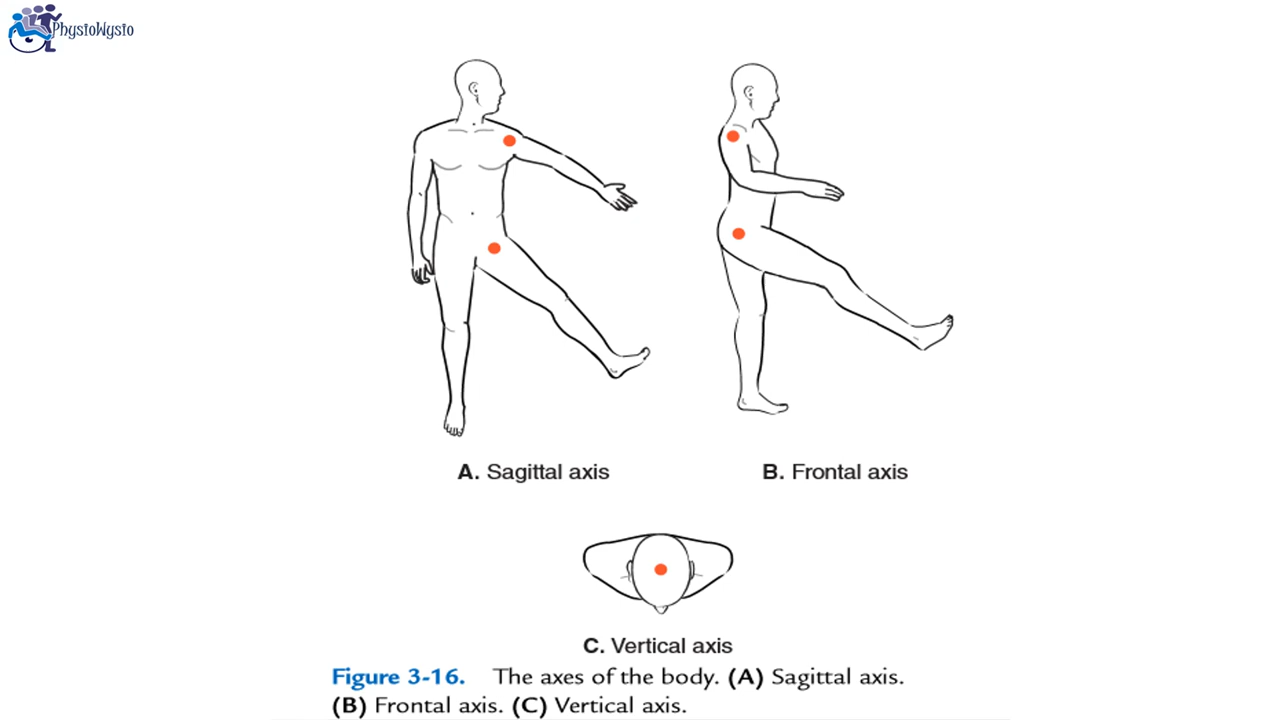 PhysioWysio
A. Sagittal axis
B. Frontal axis
C. Vertical axis
Figure 3-16. The axes of the body. (A) Sagittal axis.
(B) Frontal axis. (C) Vertical axis.